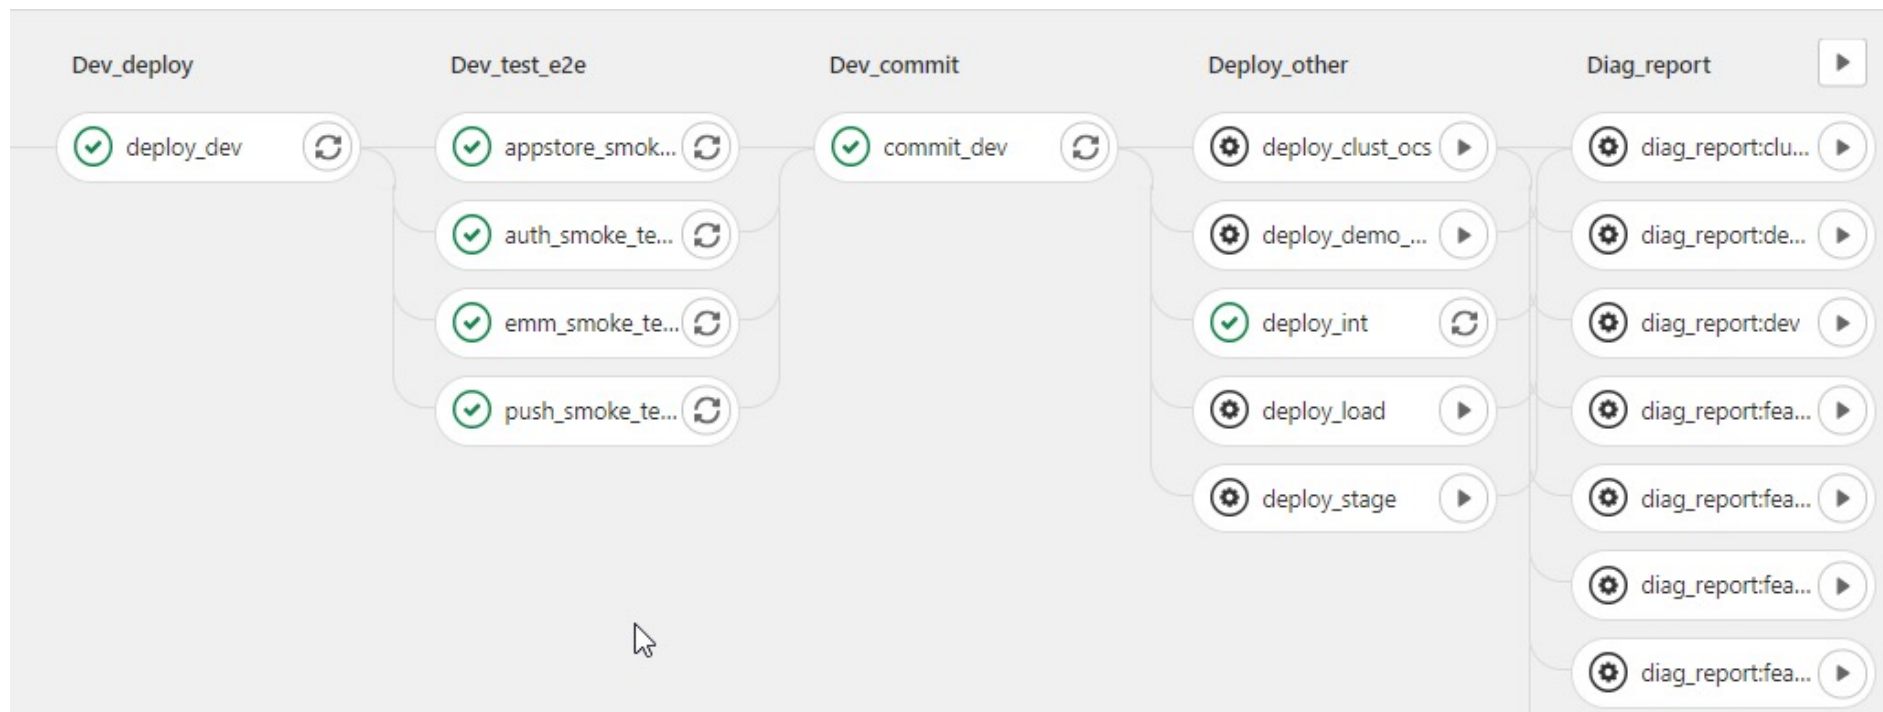 Dev_deploy
Dev_test_e2e
Dev_commit
Deploy_other
Diag_report
deploy_dev
appstore_smok...
commit_dev
deploy_clust_ocs
diag_report:clu...
auth_smoke_te...
deploy_demo_...
diag_report:de...
emm_smoke_te...
deploy_int
diag_report:dev
push_smoke_te...
deploy_load
diag_report:fea...
deploy_stage
diag_report:fea...
diag_report:fea...
diag_report:fea...